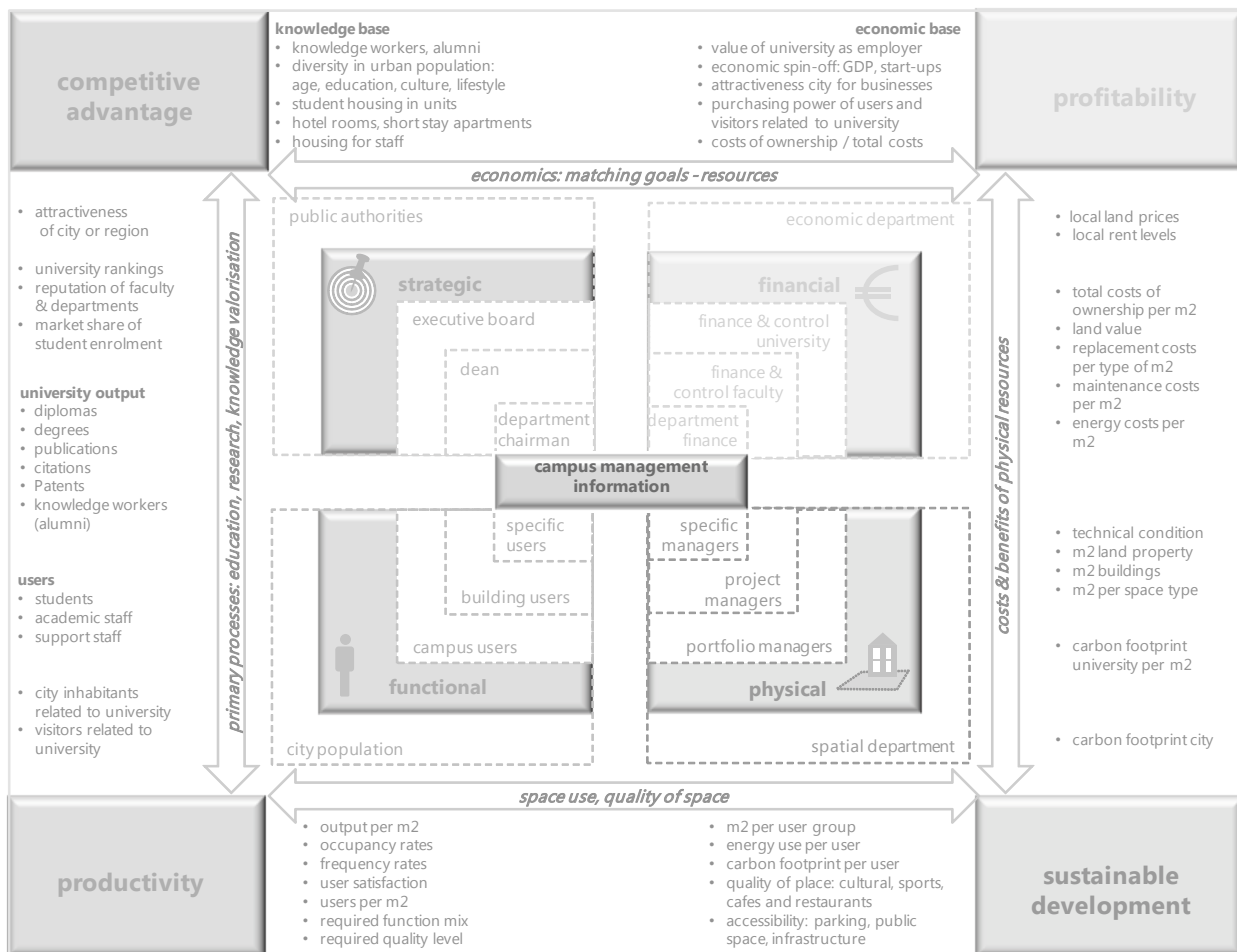 competitive
advantage
knowledge base
• knowledge workers, alumni
• diversity in urban population:
age, education, culture, lifestyle
• student housing in units
• hotel rooms, short stay apartments
• housing for staff
economic base
• value of university as employer
• economic spin-off: GDP, start-ups
• attractiveness city for businesses
• purchasing power of users and
visitors related to university
• costs of ownership / total costs
profitability
economics: matching goals - resources
• attractiveness
of city or region
• university rankings
• reputation of faculty
& departments
• market share of
student enrolment
university output
• diplomas
• degrees
• publications
• citations
• Patents
• knowledge workers
(alumni)
users
• students
• academic staff
• support staff
• city inhabitants
related to university
• visitors related to
university
primary processes: education, research, knowledge valorisation
public authorities
strategic
executive board
dean
department
chairman
economic department
financial
finance & control
university
finance &
control faculty
department
finance
campus management
information
specific
users
building users
campus users
functional
city population
specific
managers
project
managers
portfolio managers
physical
spatial department
costs & benefits of physical resources
• local land prices
• local rent levels
• total costs of
ownership per m2
• land value
• replacement costs
per type of m2
• maintenance costs
per m2
• energy costs per
m2
• technical condition
• m2 land property
• m2 buildings
• m2 per space type
• carbon footprint
university per m2
• carbon footprint city
space use, quality of space
productivity
• output per m2
• occupancy rates
• frequency rates
• user satisfaction
• users per m2
• required function mix
• required quality level
• m2 per user group
• energy use per user
• carbon footprint per user
• quality of place: cultural, sports,
cafes and restaurants
• accessibility: parking, public
space, infrastructure
sustainable
development